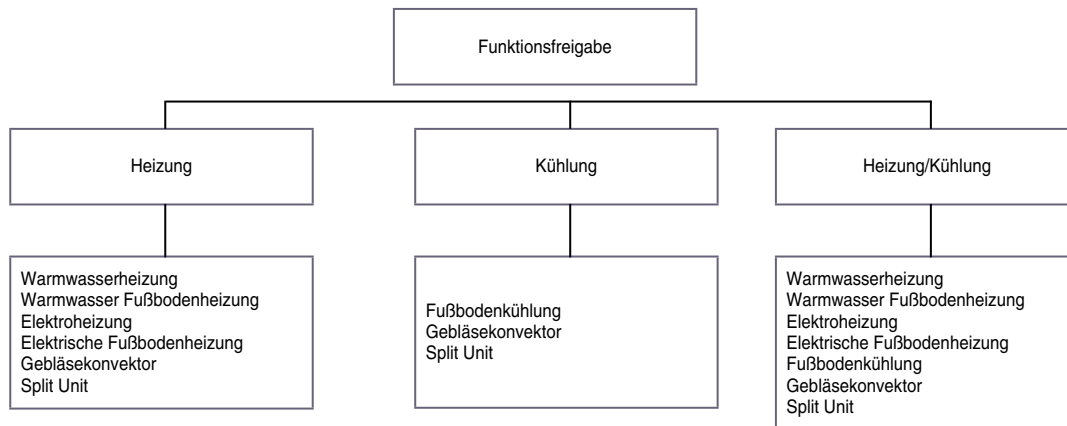 Funktionsfreigabe
Heizung
Kühlung
Heizung/Kühlung
Warmwasserheizung
Warmwasser Fußbodenheizung
Elektroheizung
Elektrische Fußbodenheizung
Gebläsekonvektor
Split Unit
Fußbodenkühlung
Gebläsekonvektor
Split Unit
Warmwasserheizung
Warmwasser Fußbodenheizung
Elektroheizung
Elektrische Fußbodenheizung
Fußbodenkühlung
Gebläsekonvektor
Split Unit